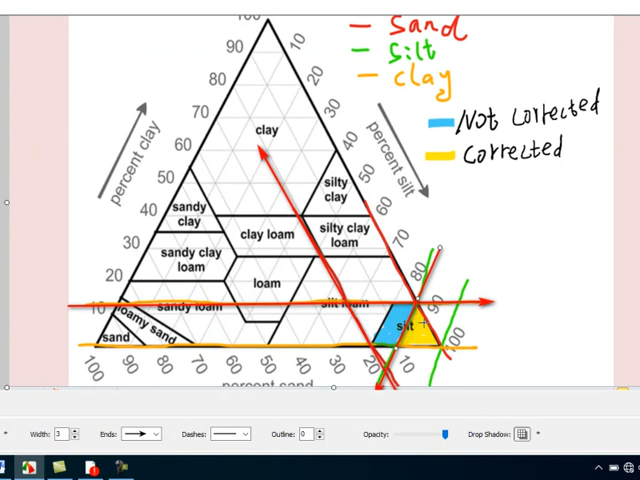 100
Sand
90
10
Silt
clay
80
20
Not Corrected
70
30
percent clay
percent silt
clay
Corrected
60
40
50
silty
clay
50
60
40
sandy
clay
clay loam
silty clay
loam
70
30
sandy clay
loam
loam
80
20
10
sandy loam
silt loam
90
loamy sand
silt
sand
100
100
90
80
70
60
50
40
30
20
10
percent sand
Width: 3
Ends:
Dashes:
Outline: 0
Opacity:
Drop Shadow: